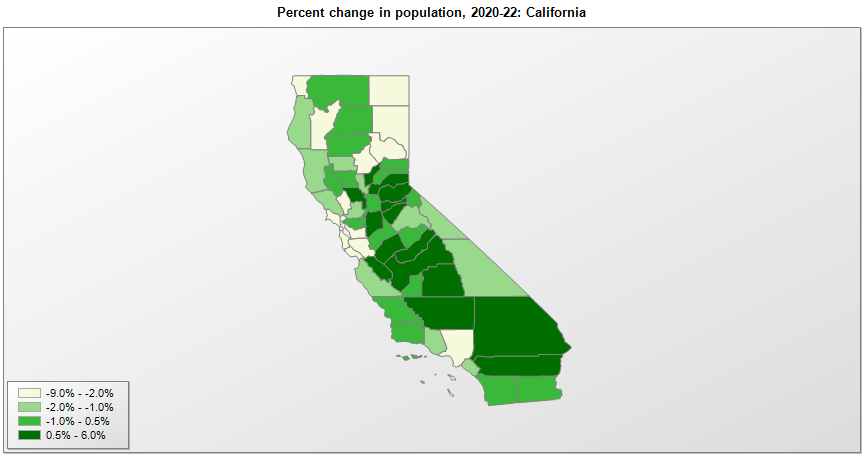 Percent change in population, 2020-22: California
-9.0% - -2.0%
-2.0% - -1.0%
-1.0% - 0.5%
0.5% - 6.0%